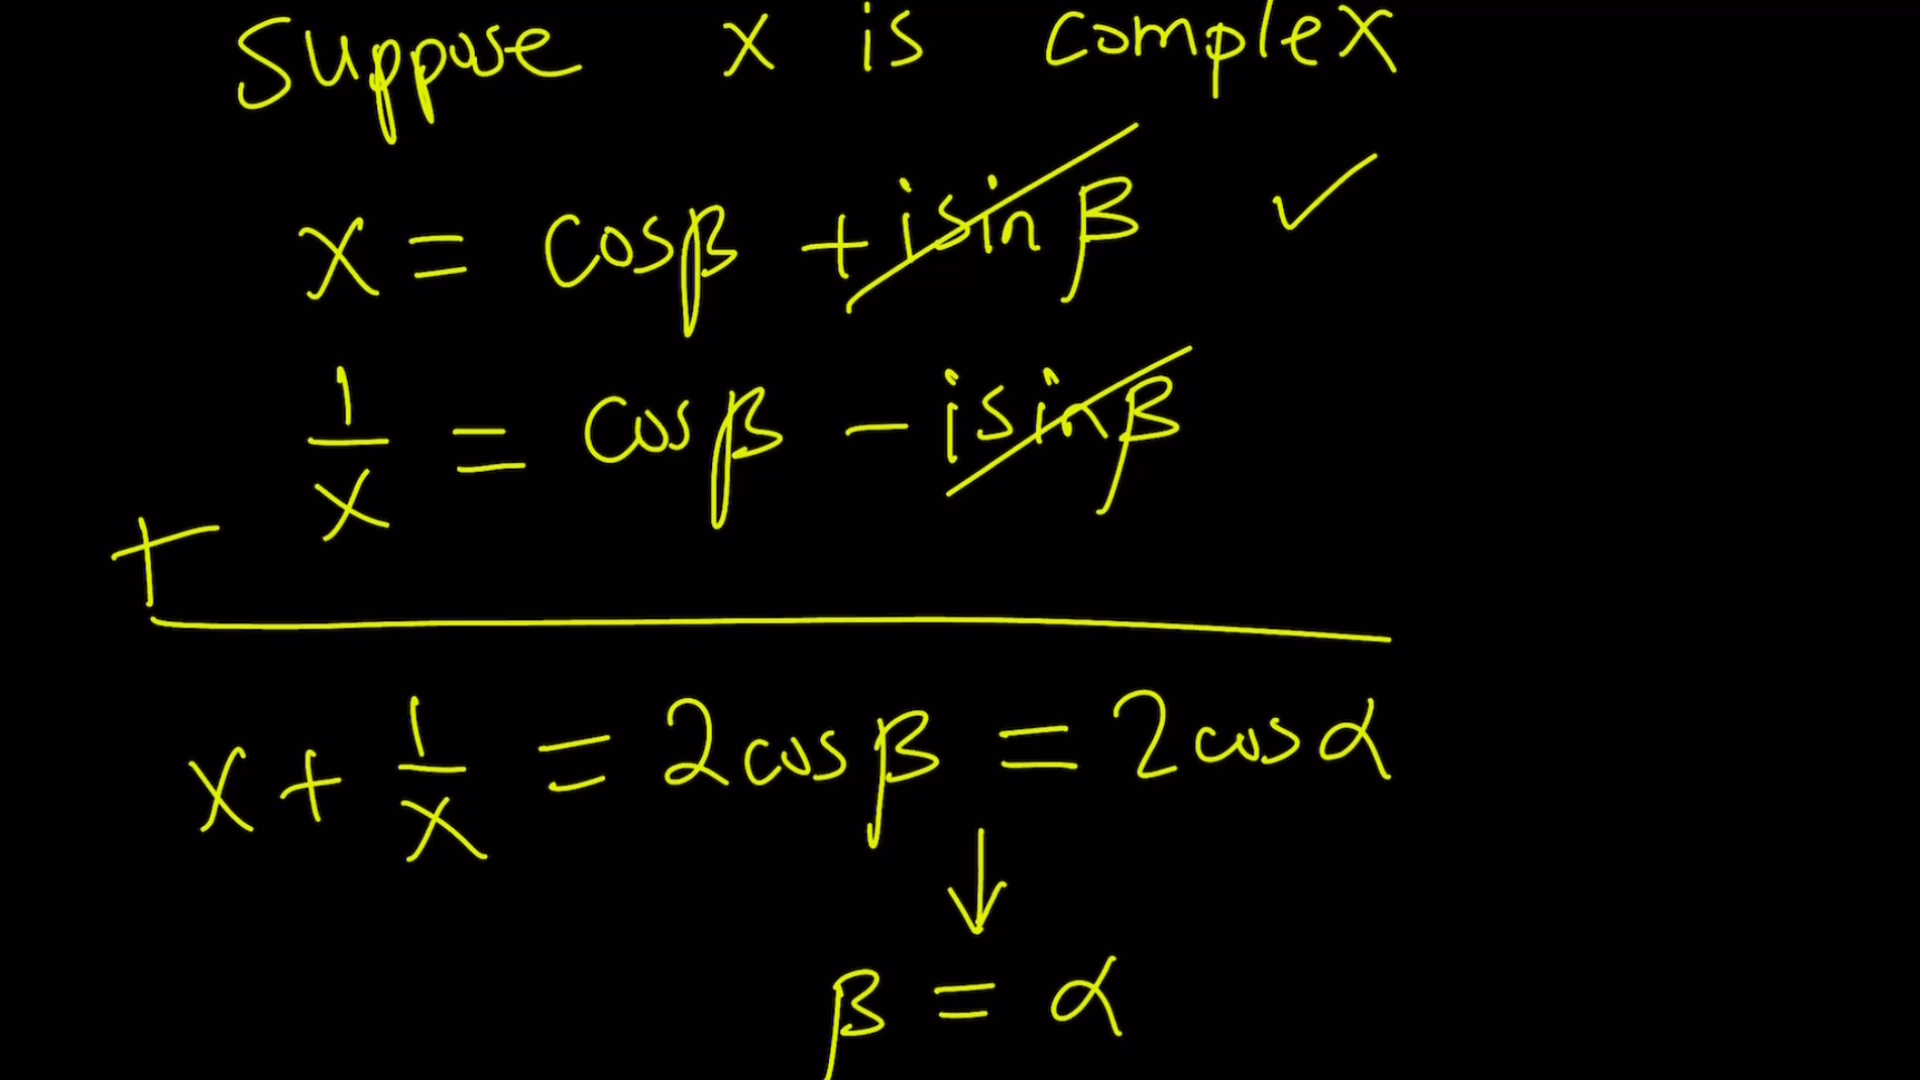 Suppose x is complex
x = cosβ + isinβ ✓
1/x = cosβ - isinβ
+
x + 1/x = 2cosβ = 2cosα
↓
β = α